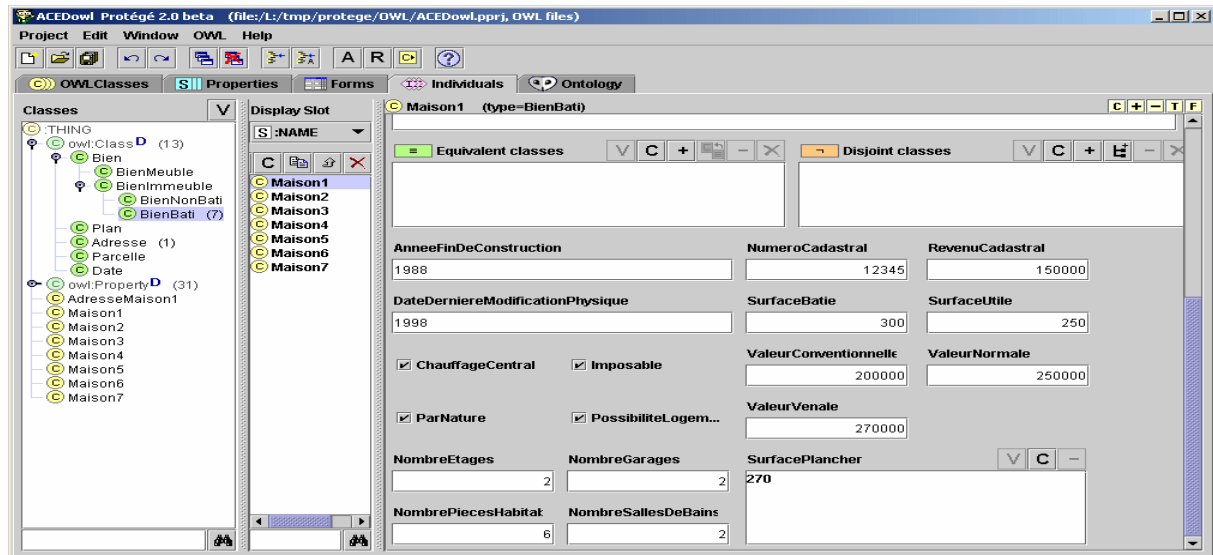 ACEDowl Protégé 2.0 beta (file:/L:/tmp/protege/OWL/ACEDowl.pprj, OWL files)
Project Edit Window OWL Help
A R
C)) OWLClasses S Properties Forms Individuals Ontology
Classes V
C :THING
C owl:Class D (13)
C Bien
C BienMeuble
C BienImmeuble
C BienNonBati
C BienBati (7)
C Plan
C Adresse (1)
C Parcelle
C Date
C owl:Property D (31)
C AdresseMaison1
C Maison1
C Maison2
C Maison3
C Maison4
C Maison5
C Maison6
C Maison7
Display Slot
S :NAME
C
C Maison1
C Maison2
C Maison3
C Maison4
C Maison5
C Maison6
C Maison7
C Maison1 (type=BienBati) C + − T F
= Equivalent classes V C + −
¬ Disjoint classes V C + −
AnneeFinDeConstruction NumeroCadastral RevenuCadastral
1988 12345 150000
DateDerniereModificationPhysique SurfaceBatie SurfaceUtile
1998 300 250
ChauffageCentral Imposable ValeurConventionnelle ValeurNormale
200000 250000
ParNature PossibiliteLogem... ValeurVenale
270000
NombreEtages NombreGarages SurfacePlancher V C −
2 2 270
NombrePiecesHabitat NombreSallesDeBains
6 2